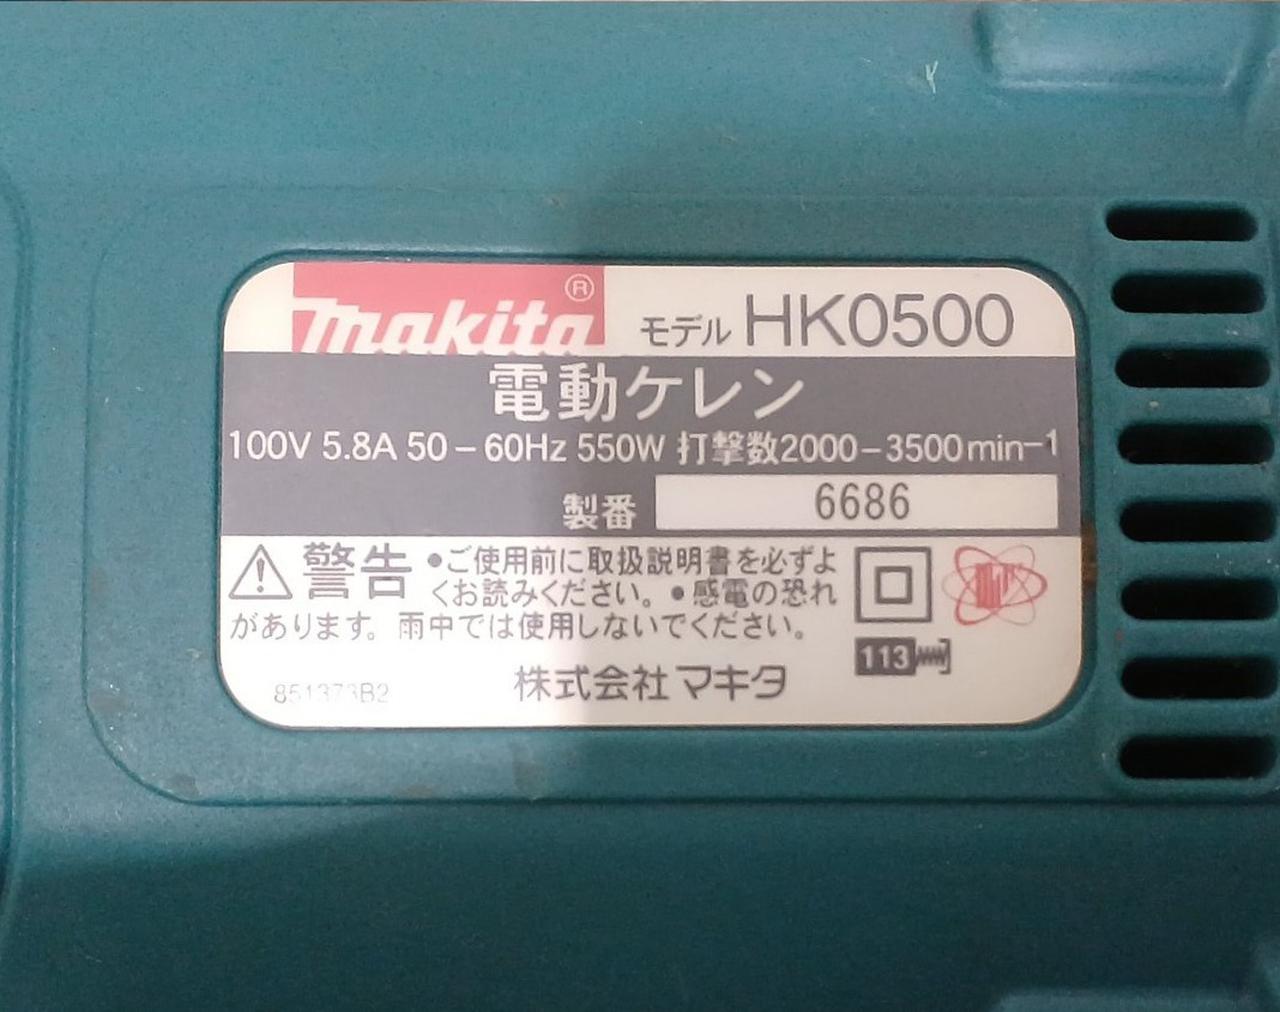 makita®
モデル HK0500
電動ケレン
100V 5.8A 50-60Hz 550W 打撃数2000-3500min-1
製番 6686
警告 •ご使用前に取扱説明書を必ずよ
くお読みください。•感電の恐れ
があります。雨中では使用しないでください。
113
851373B2
株式会社マキタ